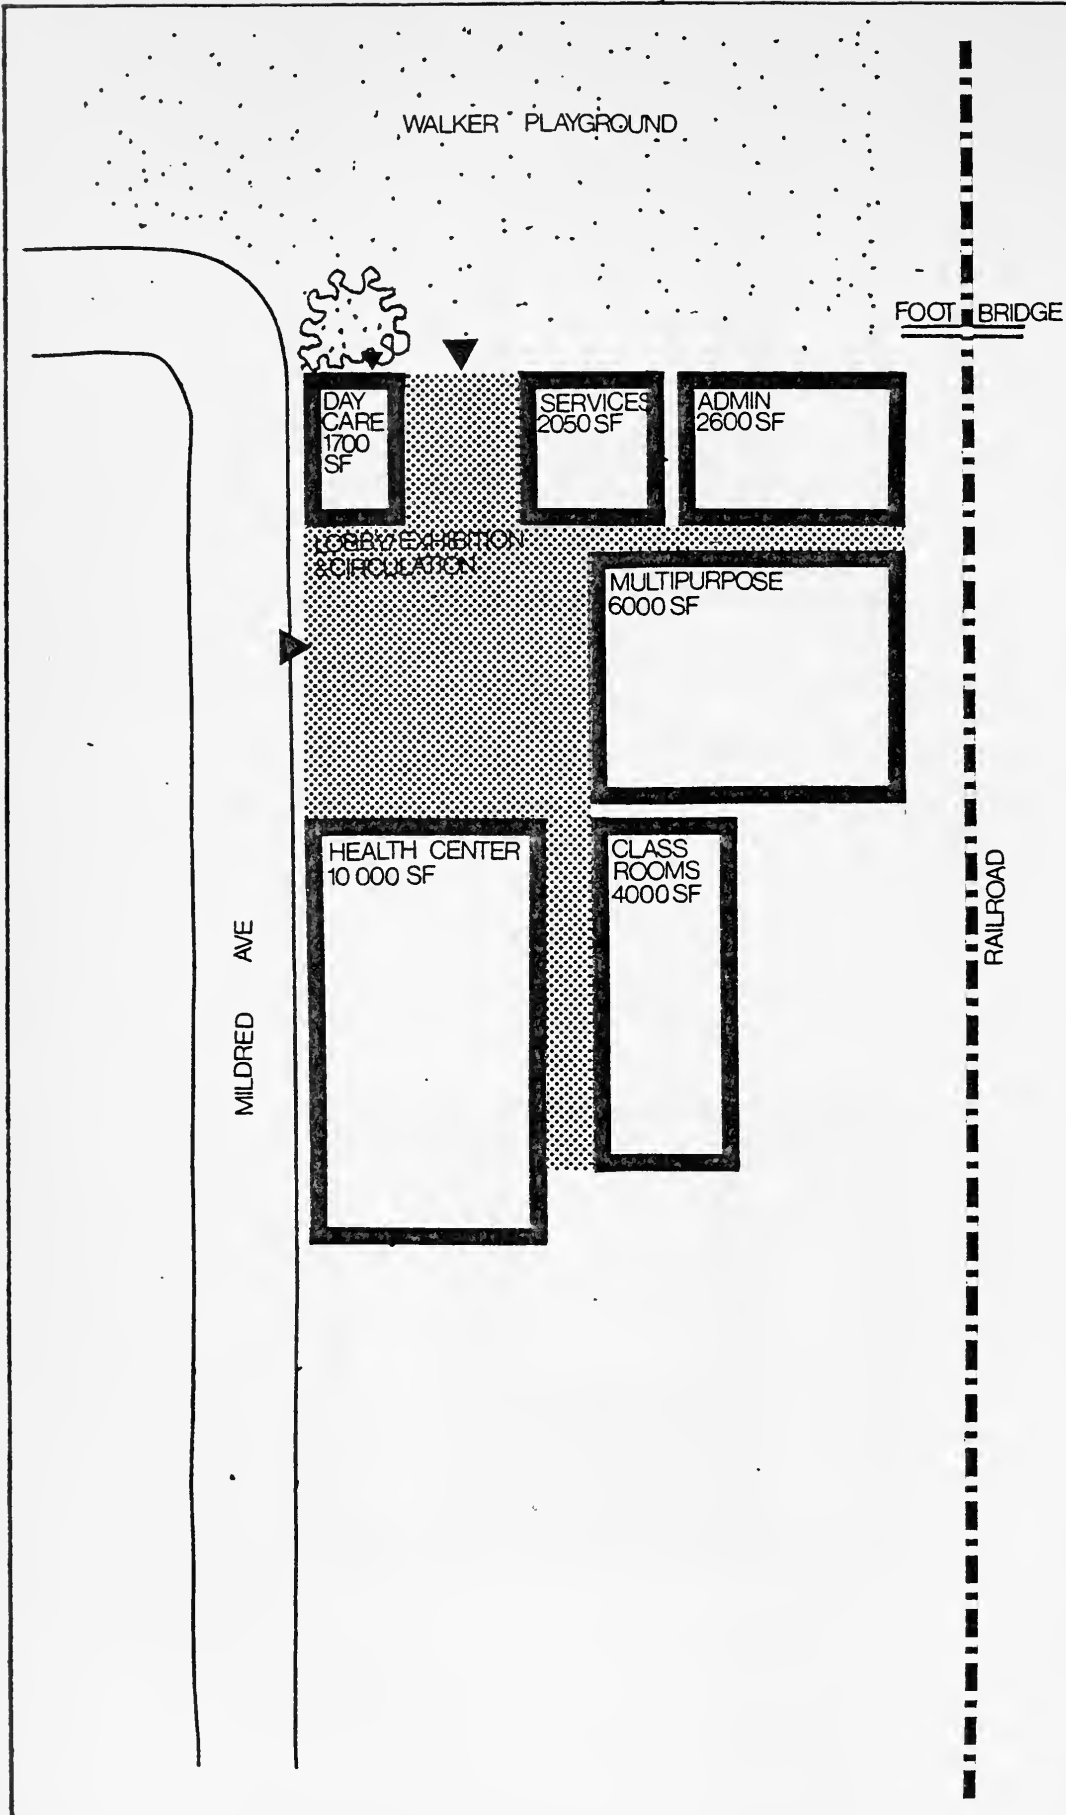 WALKER PLAYGROUND
FOOT BRIDGE
DAY
CARE
1700
SF
SERVICES
2050 SF
ADMIN
2600 SF
LOBBY/EXHIBITION
& CIRCULATION
MULTIPURPOSE
6000 SF
HEALTH CENTER
10 000 SF
CLASS
ROOMS
4000 SF
MILDRED AVE
RAILROAD